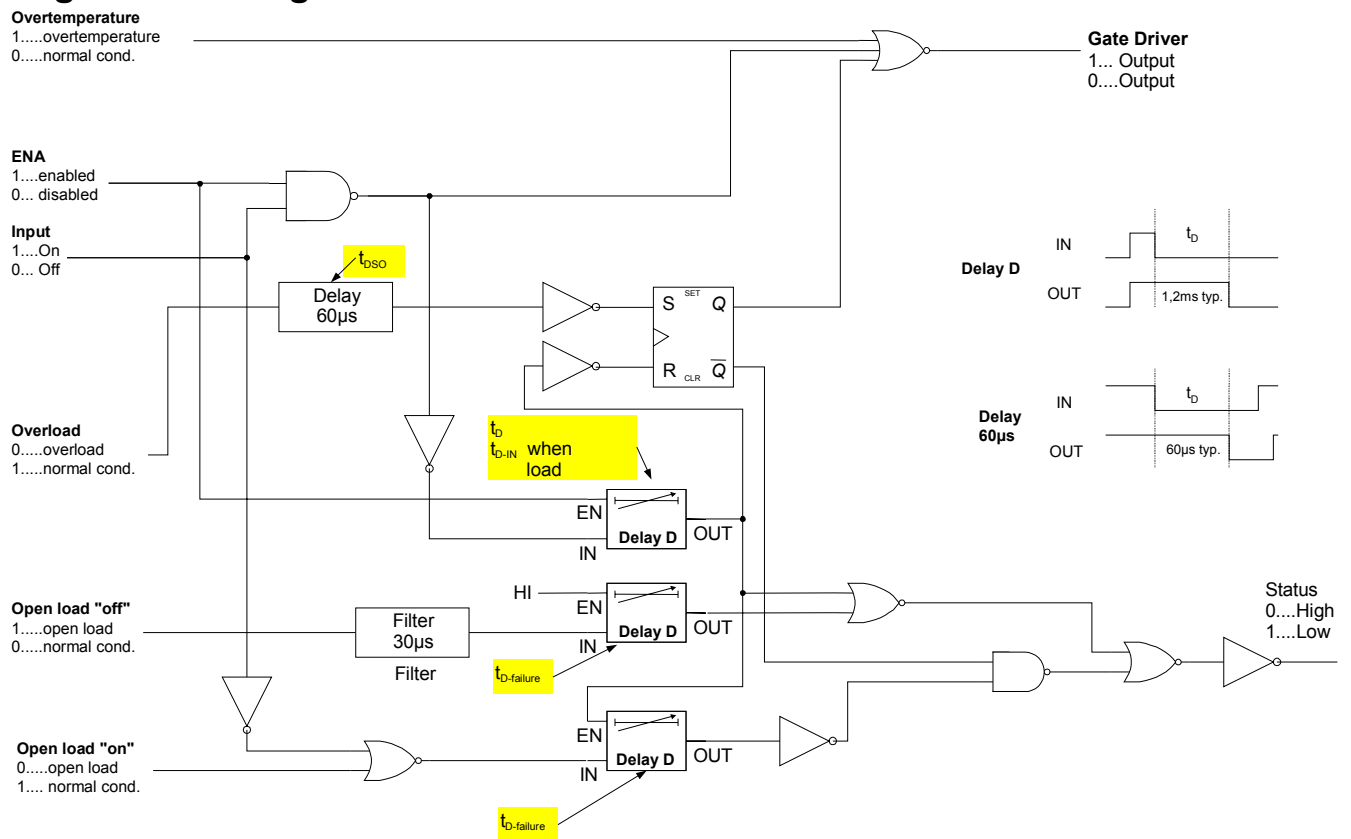 Overtemperature
1.....overtemperature
0.....normal cond.
Gate Driver
1... Output
0....Output
ENA
1....enabled
0... disabled
Input
1....On
0... Off
tDSO
Delay
60µs
S SET Q
R CLR Q
Delay D
IN
tD
OUT
1,2ms typ.
Delay
60µs
IN
tD
OUT
60µs typ.
Overload
0.....overload
1.....normal cond.
tD
tD-IN when
load
EN
Delay D
OUT
IN
HI
EN
Delay D
OUT
IN
Open load "off"
1.....open load
0.....normal cond.
Filter
30µs
Filter
tD-failure
Status
0....High
1....Low
EN
Delay D
OUT
IN
Open load "on"
0.....open load
1.... normal cond.
tD-failure